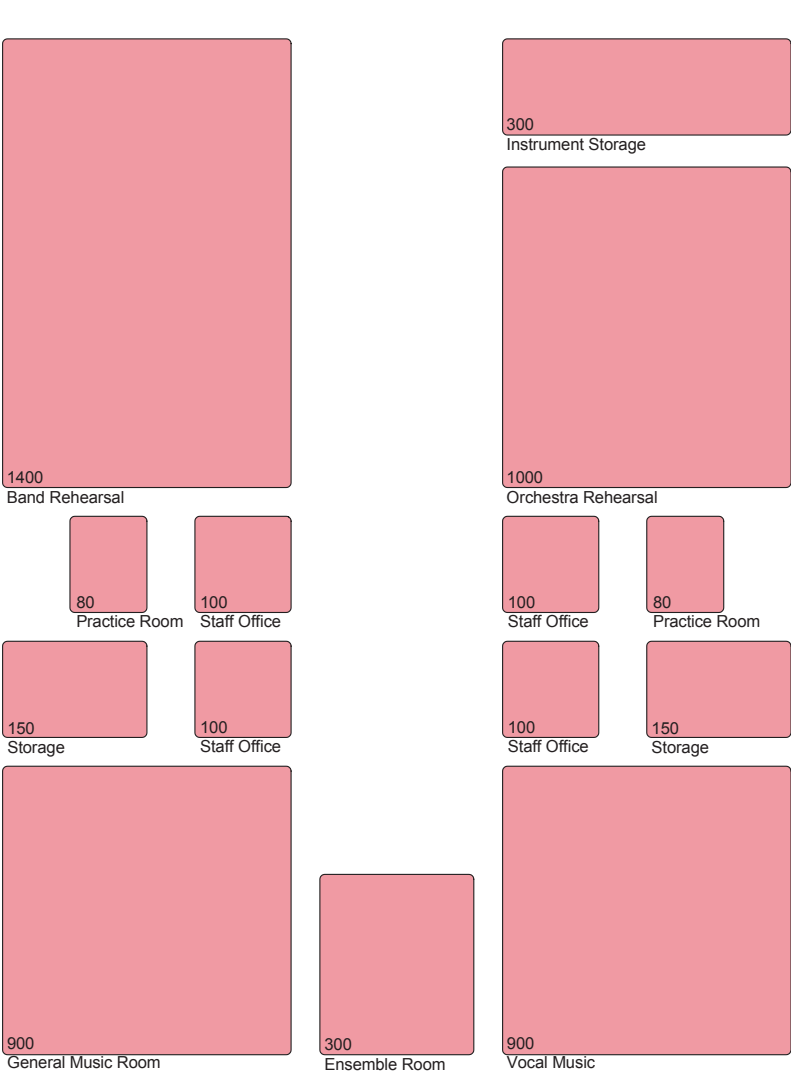 300
Instrument Storage
1400
Band Rehearsal
1000
Orchestra Rehearsal
80
Practice Room
100
Staff Office
100
Staff Office
80
Practice Room
150
Storage
100
Staff Office
100
Staff Office
150
Storage
900
General Music Room
300
Ensemble Room
900
Vocal Music